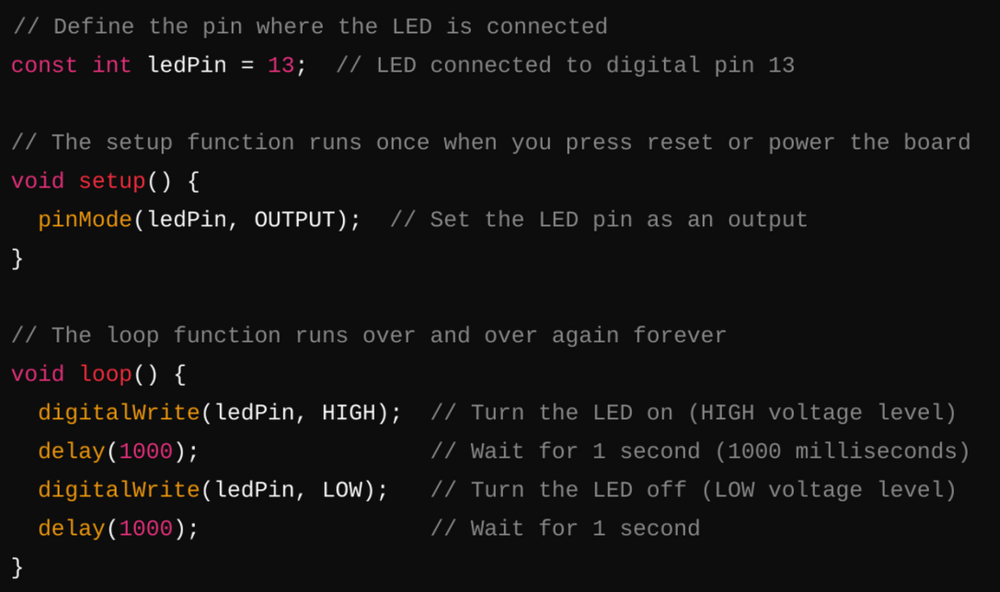 // Define the pin where the LED is connected
const int ledPin = 13;  // LED connected to digital pin 13

// The setup function runs once when you press reset or power the board
void setup() {
  pinMode(ledPin, OUTPUT);  // Set the LED pin as an output
}

// The loop function runs over and over again forever
void loop() {
  digitalWrite(ledPin, HIGH);  // Turn the LED on (HIGH voltage level)
  delay(1000);                 // Wait for 1 second (1000 milliseconds)
  digitalWrite(ledPin, LOW);   // Turn the LED off (LOW voltage level)
  delay(1000);                 // Wait for 1 second
}